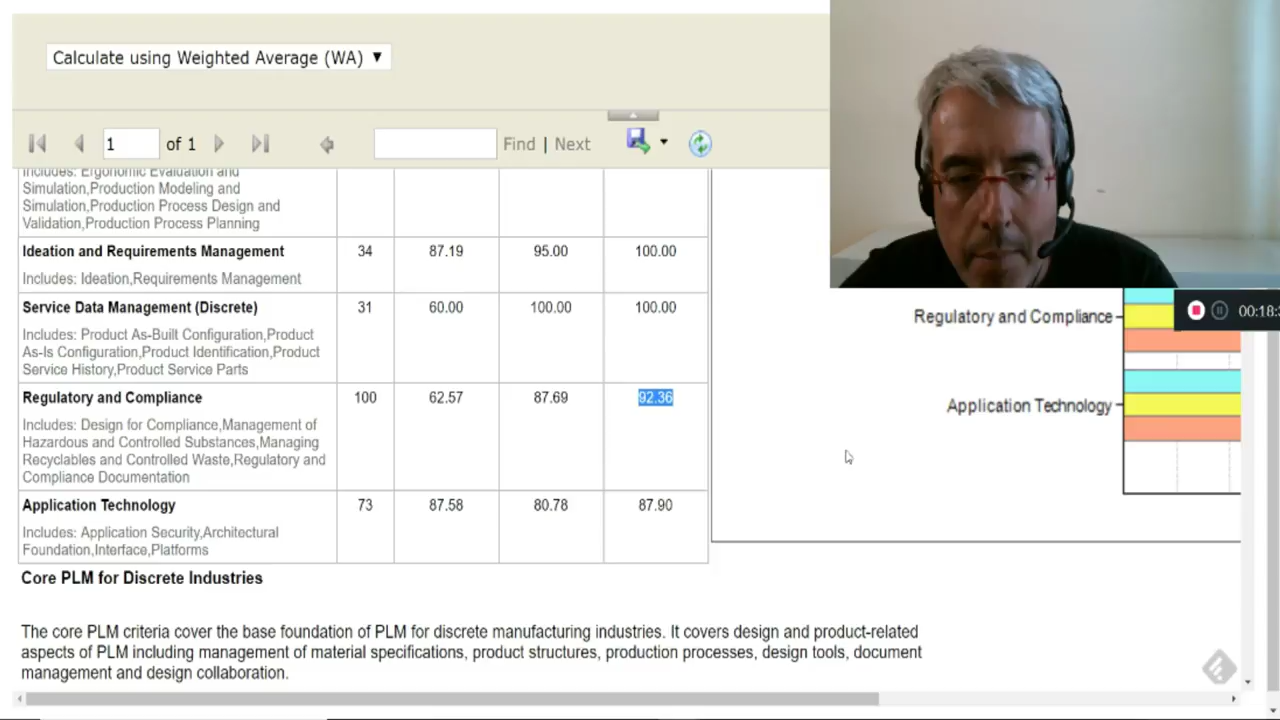 Calculate using Weighted Average (WA) ▼
1 of 1 Find | Next
Includes: Ergonomic Evaluation and
Simulation,Production Modeling and
Simulation,Production Process Design and
Validation,Production Process Planning
Ideation and Requirements Management 34 87.19 95.00 100.00
Includes: Ideation,Requirements Management
Service Data Management (Discrete) 31 60.00 100.00 100.00
Includes: Product As-Built Configuration,Product
As-Is Configuration,Product Identification,Product
Service History,Product Service Parts
Regulatory and Compliance 100 62.57 87.69 92.36
Includes: Design for Compliance,Management of
Hazardous and Controlled Substances,Managing
Recyclables and Controlled Waste,Regulatory and
Compliance Documentation
Application Technology 73 87.58 80.78 87.90
Includes: Application Security,Architectural
Foundation,Interface,Platforms
Regulatory and Compliance
Application Technology
00:18:
Core PLM for Discrete Industries
The core PLM criteria cover the base foundation of PLM for discrete manufacturing industries. It covers design and product-related
aspects of PLM including management of material specifications, product structures, production processes, design tools, document
management and design collaboration.